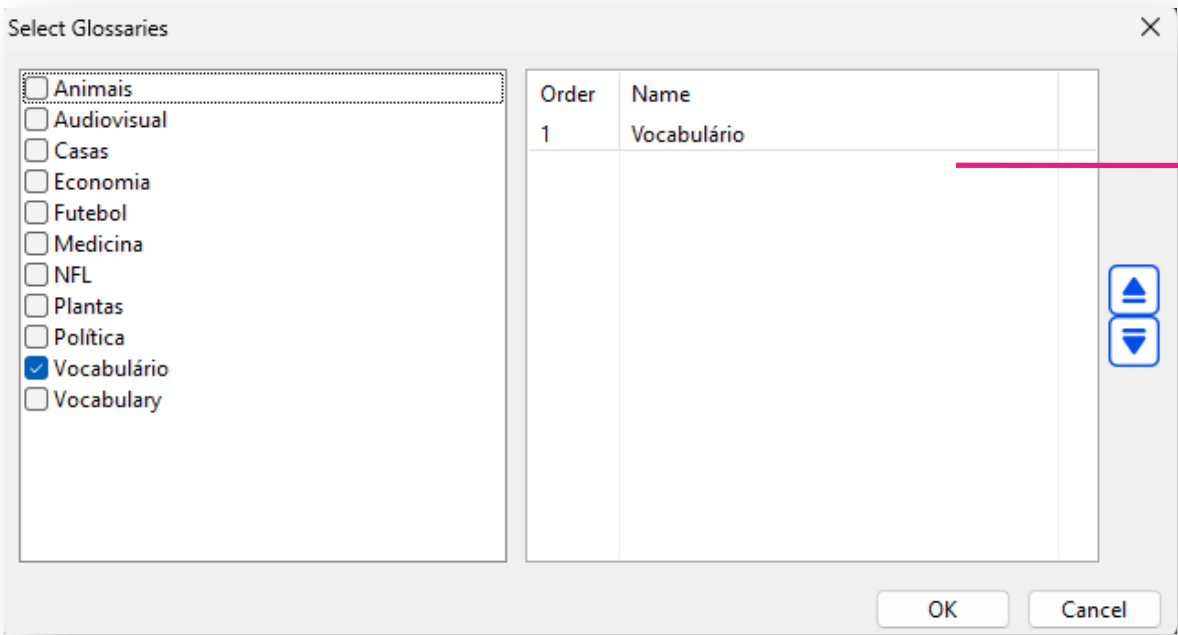 Select Glossaries
Animais
Audiovisual
Casas
Economia
Futebol
Medicina
NFL
Plantas
Política
Vocabulário
Vocabulary
Order Name
1 Vocabulário
OK Cancel